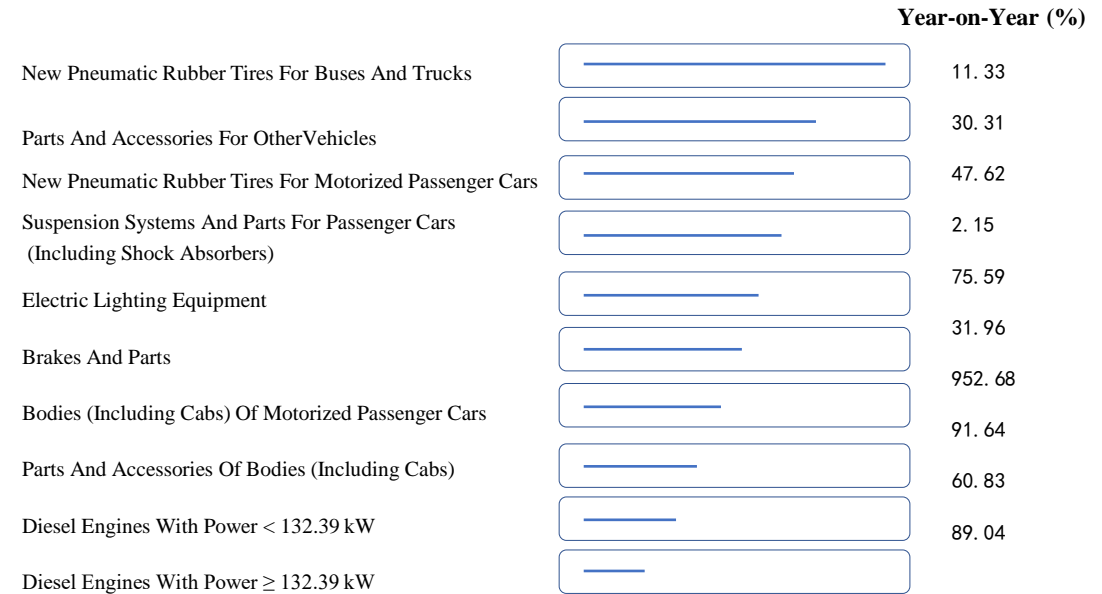 Year-on-Year (%)
New Pneumatic Rubber Tires For Buses And Trucks
11.33
Parts And Accessories For OtherVehicles
30.31
New Pneumatic Rubber Tires For Motorized Passenger Cars
47.62
Suspension Systems And Parts For Passenger Cars
(Including Shock Absorbers)
2.15
Electric Lighting Equipment
75.59
Brakes And Parts
31.96
Bodies (Including Cabs) Of Motorized Passenger Cars
952.68
Parts And Accessories Of Bodies (Including Cabs)
91.64
Diesel Engines With Power < 132.39 kW
60.83
Diesel Engines With Power ≥ 132.39 kW
89.04